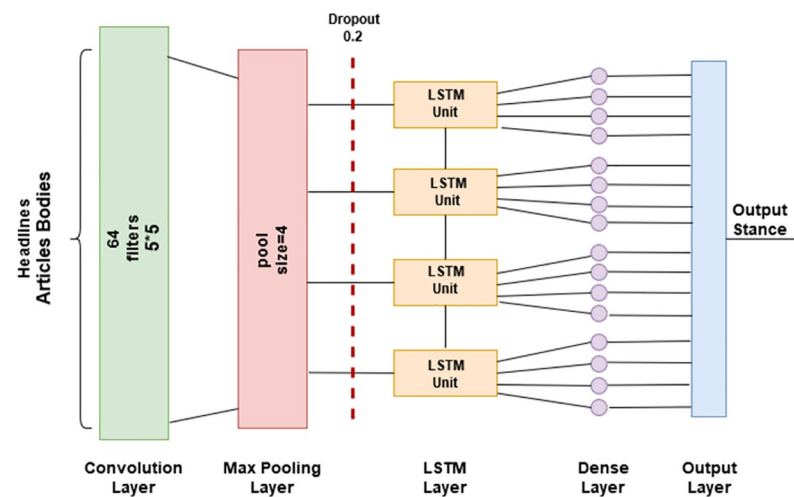 Dropout
0.2
Headlines
Articles Bodies
64
filters
5*5
pool
size=4
LSTM
Unit
LSTM
Unit
LSTM
Unit
LSTM
Unit
Output
Stance
Convolution
Layer
Max Pooling
Layer
LSTM
Layer
Dense
Layer
Output
Layer